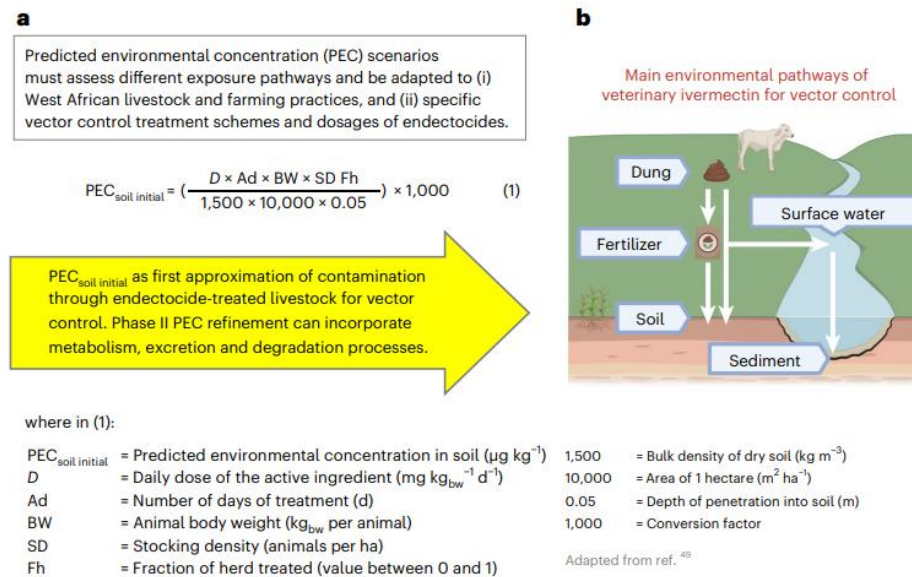 a
Predicted environmental concentration (PEC) scenarios
must assess different exposure pathways and be adapted to (i)
West African livestock and farming practices, and (ii) specific
vector control treatment schemes and dosages of endectocides.
PEC_soil initial = (D × Ad × BW × SD Fh / 1,500 × 10,000 × 0.05) × 1,000 (1)
PEC_soil initial as first approximation of contamination
through endectocide-treated livestock for vector
control. Phase II PEC refinement can incorporate
metabolism, excretion and degradation processes.
b
Main environmental pathways of
veterinary ivermectin for vector control
Dung
Surface water
Fertilizer
Soil
Sediment
where in (1):
PEC_soil initial = Predicted environmental concentration in soil (µg kg⁻¹)
D = Daily dose of the active ingredient (mg kg_bw⁻¹ d⁻¹)
Ad = Number of days of treatment (d)
BW = Animal body weight (kg_bw per animal)
SD = Stocking density (animals per ha)
Fh = Fraction of herd treated (value between 0 and 1)
1,500 = Bulk density of dry soil (kg m⁻³)
10,000 = Area of 1 hectare (m² ha⁻¹)
0.05 = Depth of penetration into soil (m)
1,000 = Conversion factor
Adapted from ref. ⁴⁹